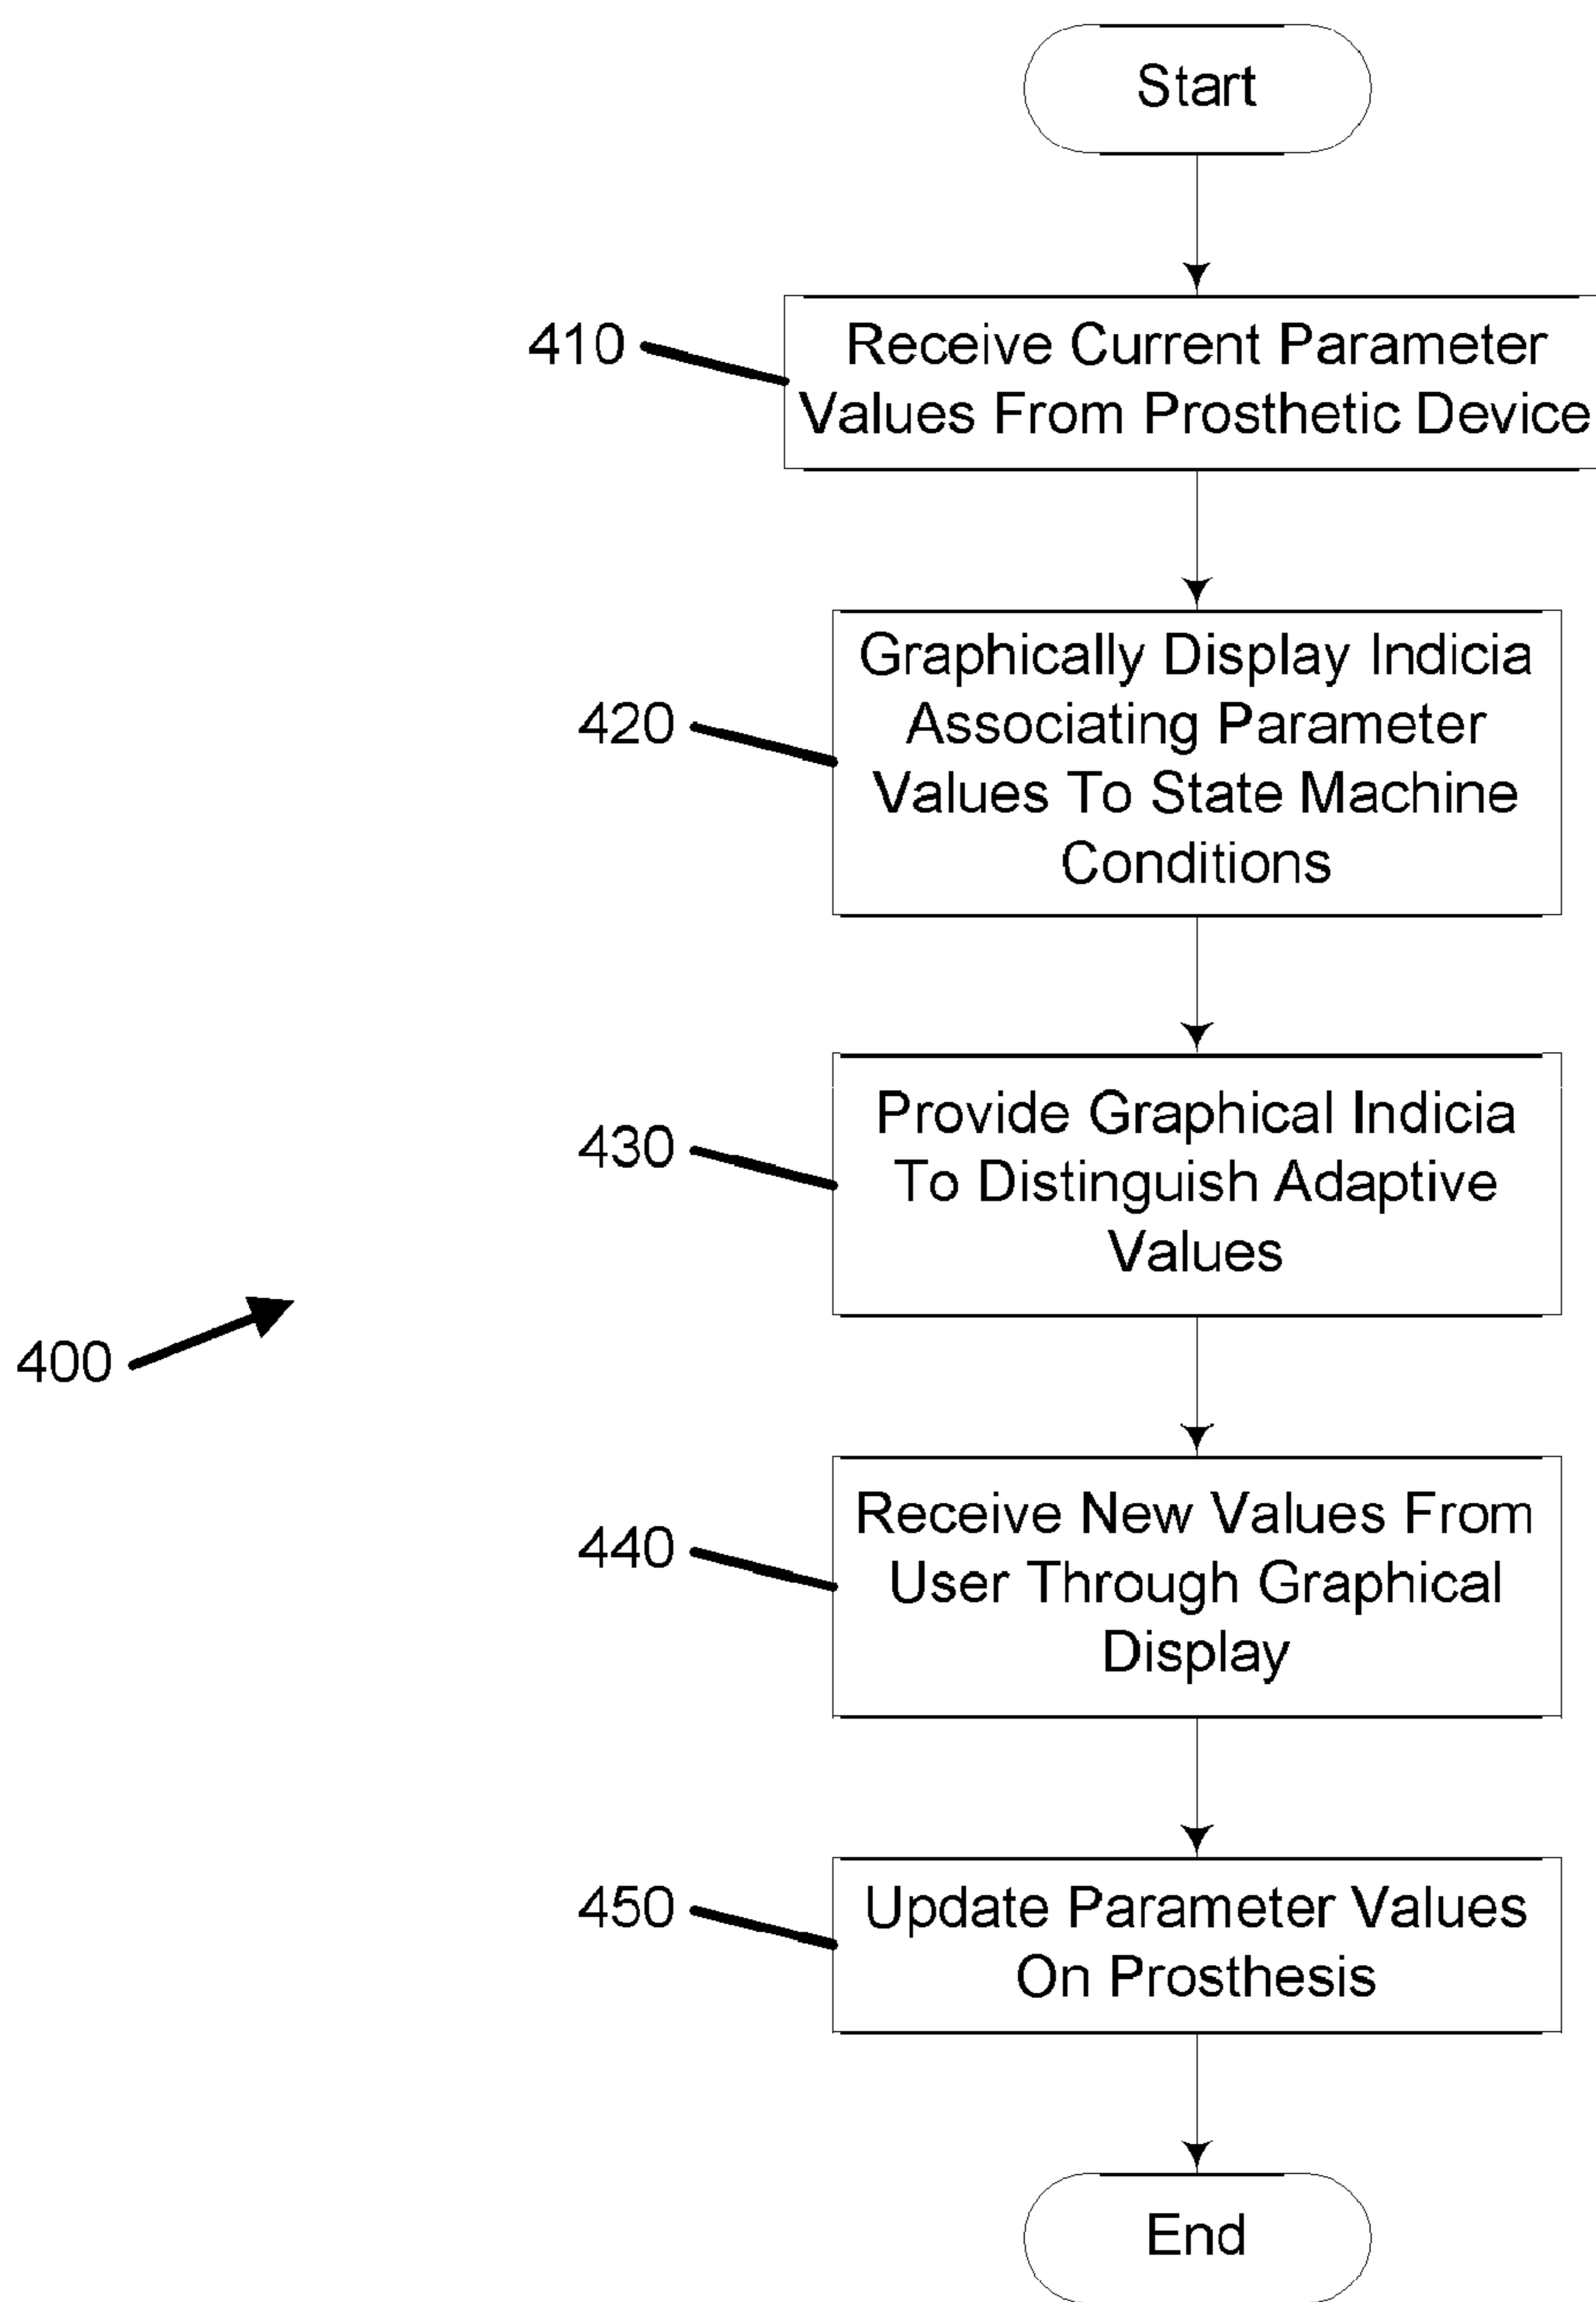 Start
410
Receive Current Parameter
Values From Prosthetic Device
420
Graphically Display Indicia
Associating Parameter
Values To State Machine
Conditions
430
Provide Graphical Indicia
To Distinguish Adaptive
Values
400
440
Receive New Values From
User Through Graphical
Display
450
Update Parameter Values
On Prosthesis
End